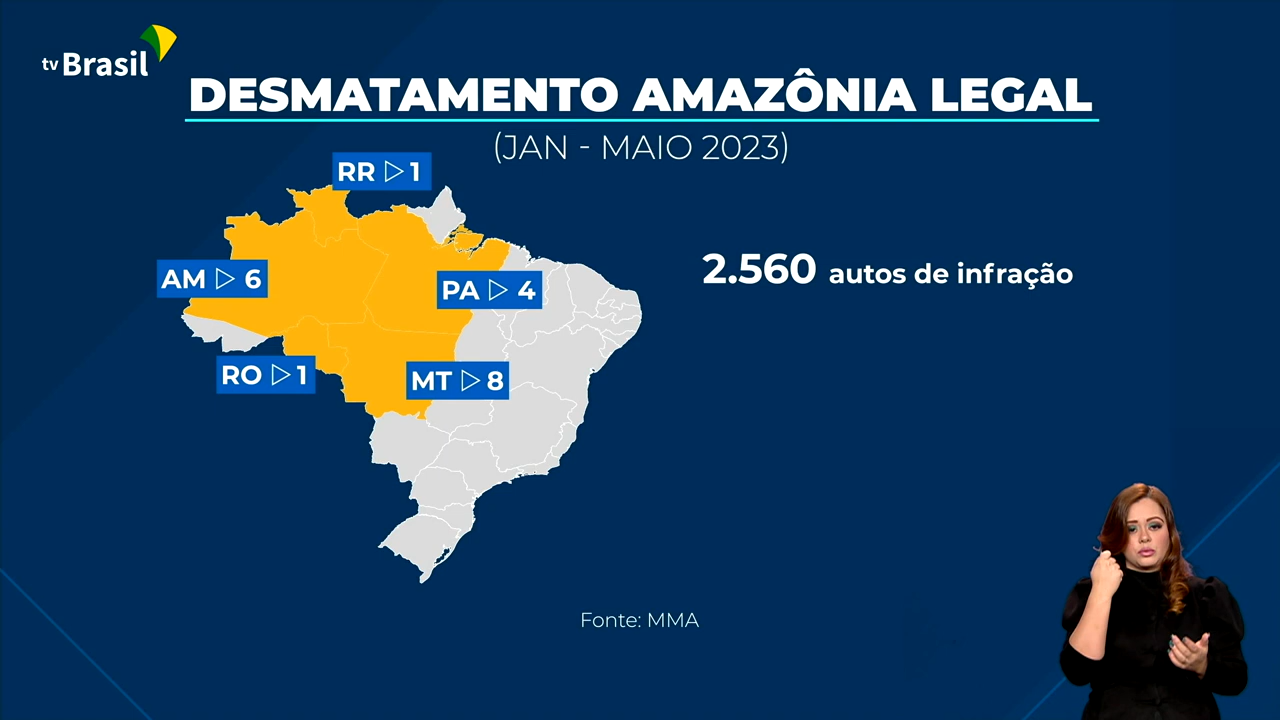 tv Brasil
DESMATAMENTO AMAZÔNIA LEGAL
(JAN - MAIO 2023)
RR ▷ 1
AM ▷ 6
PA ▷ 4
RO ▷ 1
MT ▷ 8
2.560 autos de infração
Fonte: MMA